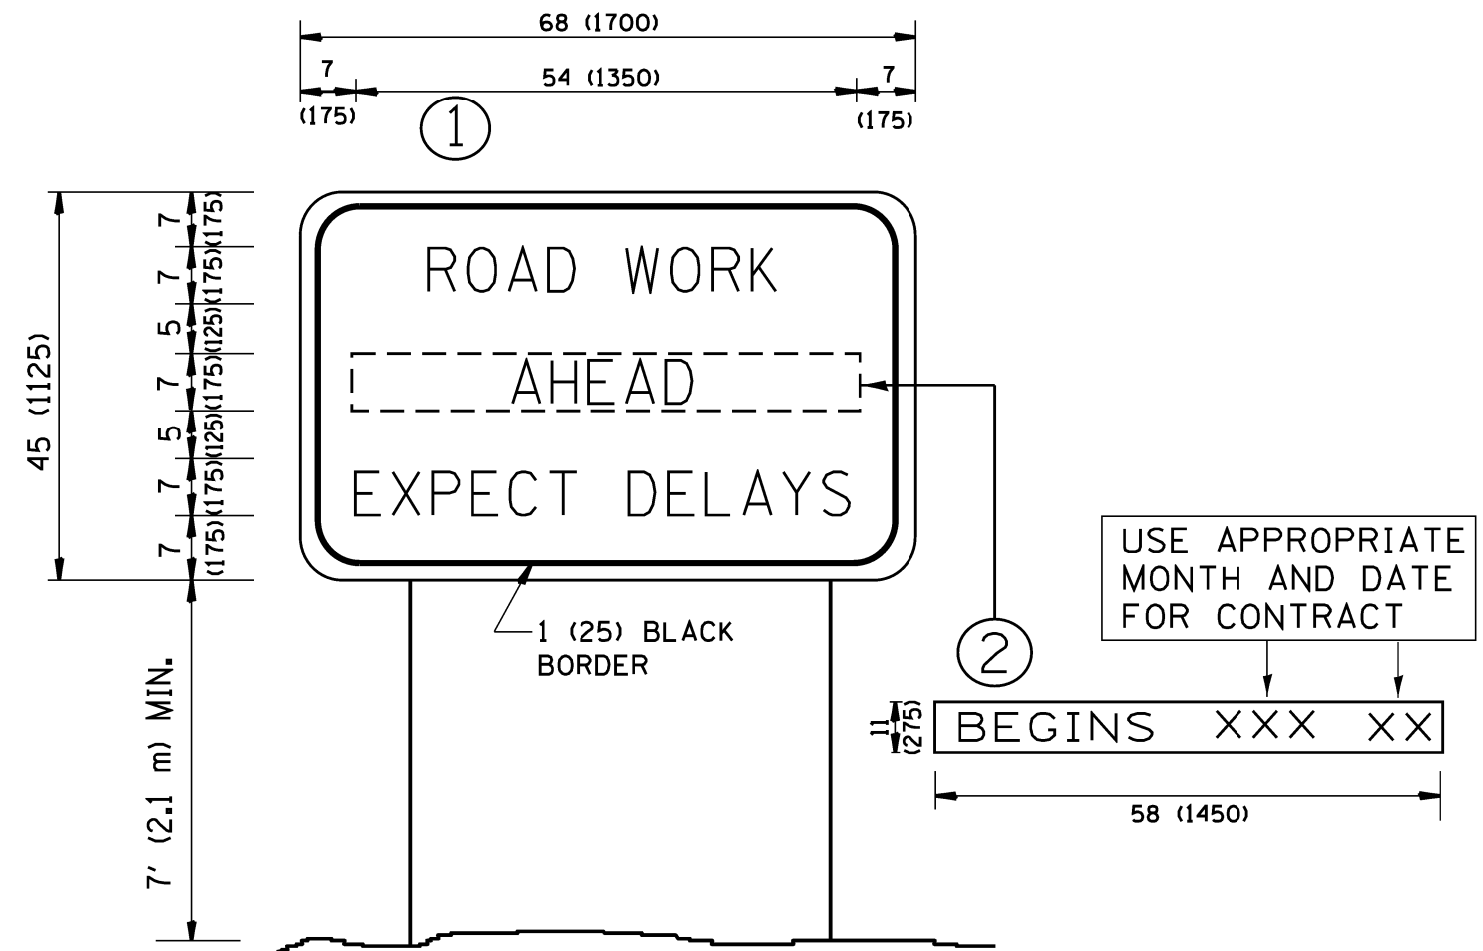 68 (1700)
7
54 (1350)
7
(175)
(175)
1
45 (1125)
7 (175)
7 (175)
5 (125)
7 (175)
5 (125)
7 (175)
7 (175)
ROAD WORK
AHEAD
EXPECT DELAYS
1 (25) BLACK
BORDER
7' (2.1 m) MIN.
2
USE APPROPRIATE
MONTH AND DATE
FOR CONTRACT
11
(275)
BEGINS XXX XX
58 (1450)